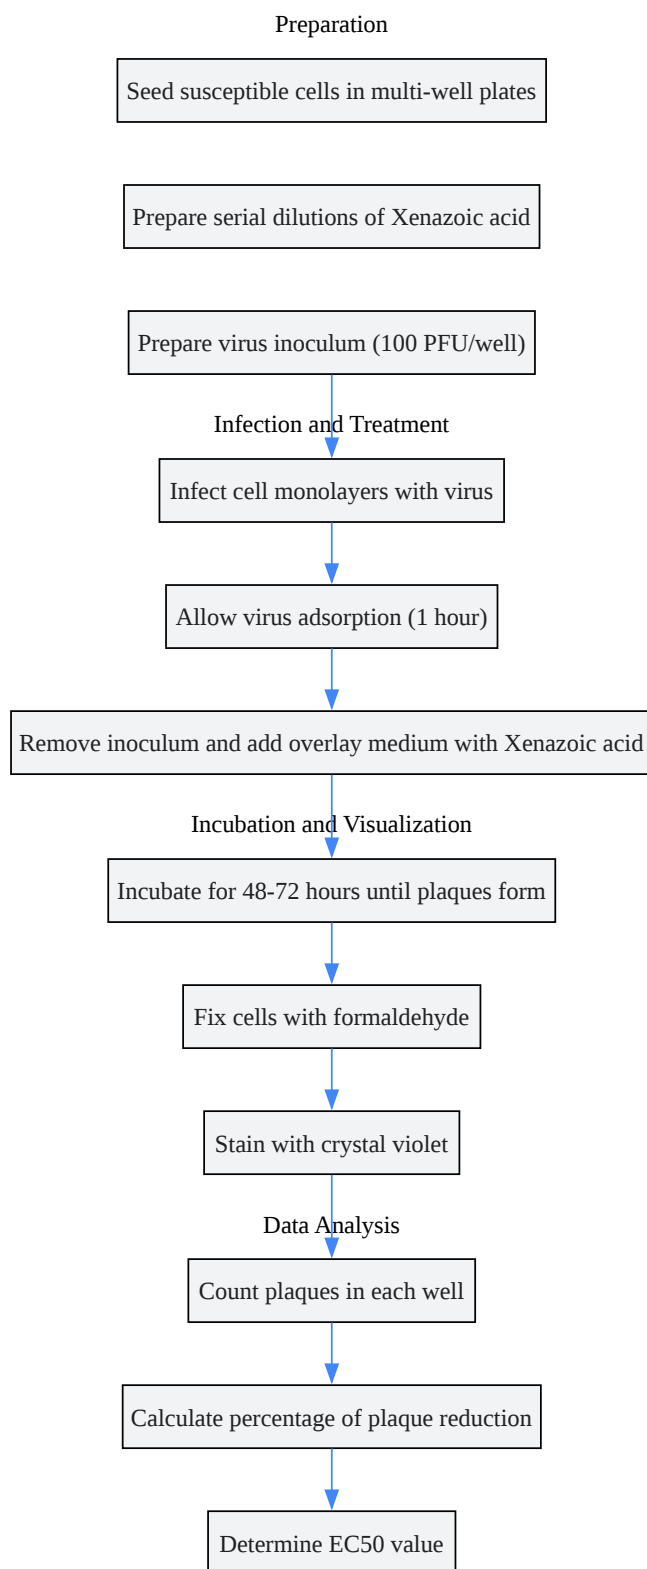 Preparation
Seed susceptible cells in multi-well plates
Prepare serial dilutions of Xenazoic acid
Prepare virus inoculum (100 PFU/well)
Infection and Treatment
Infect cell monolayers with virus
Allow virus adsorption (1 hour)
Remove inoculum and add overlay medium with Xenazoic acid
Incubation and Visualization
Incubate for 48-72 hours until plaques form
Fix cells with formaldehyde
Stain with crystal violet
Data Analysis
Count plaques in each well
Calculate percentage of plaque reduction
Determine EC50 value